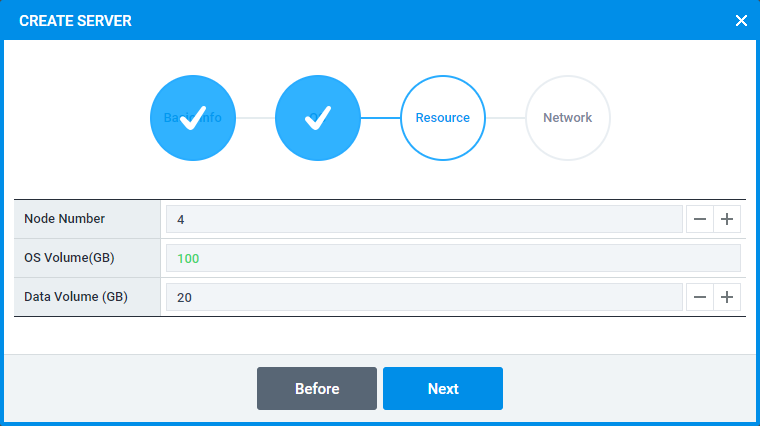 CREATE SERVER
Basic Info
Resource
Network
Node Number
4
OS Volume(GB)
100
Data Volume (GB)
20
Before
Next